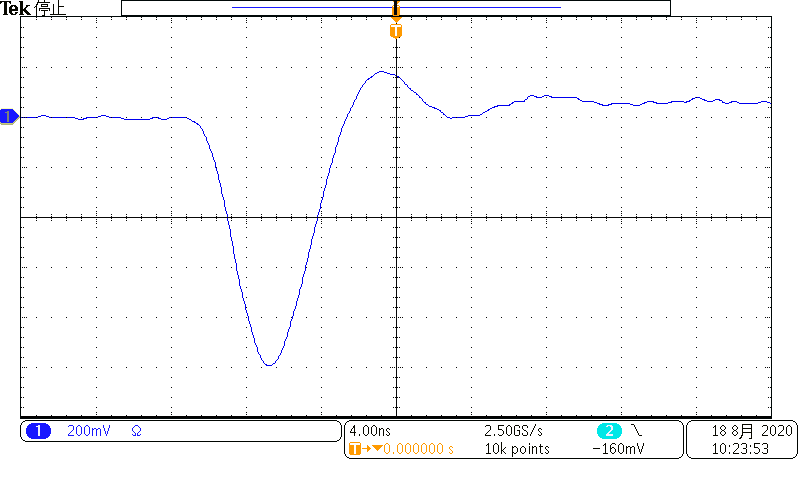 Tek 停止
T
1
1 200mV Ω
4.00ns 2.50GS/s 2
T→▼0.000000 s 10k points −160mV
18 8月 2020
10:23:53